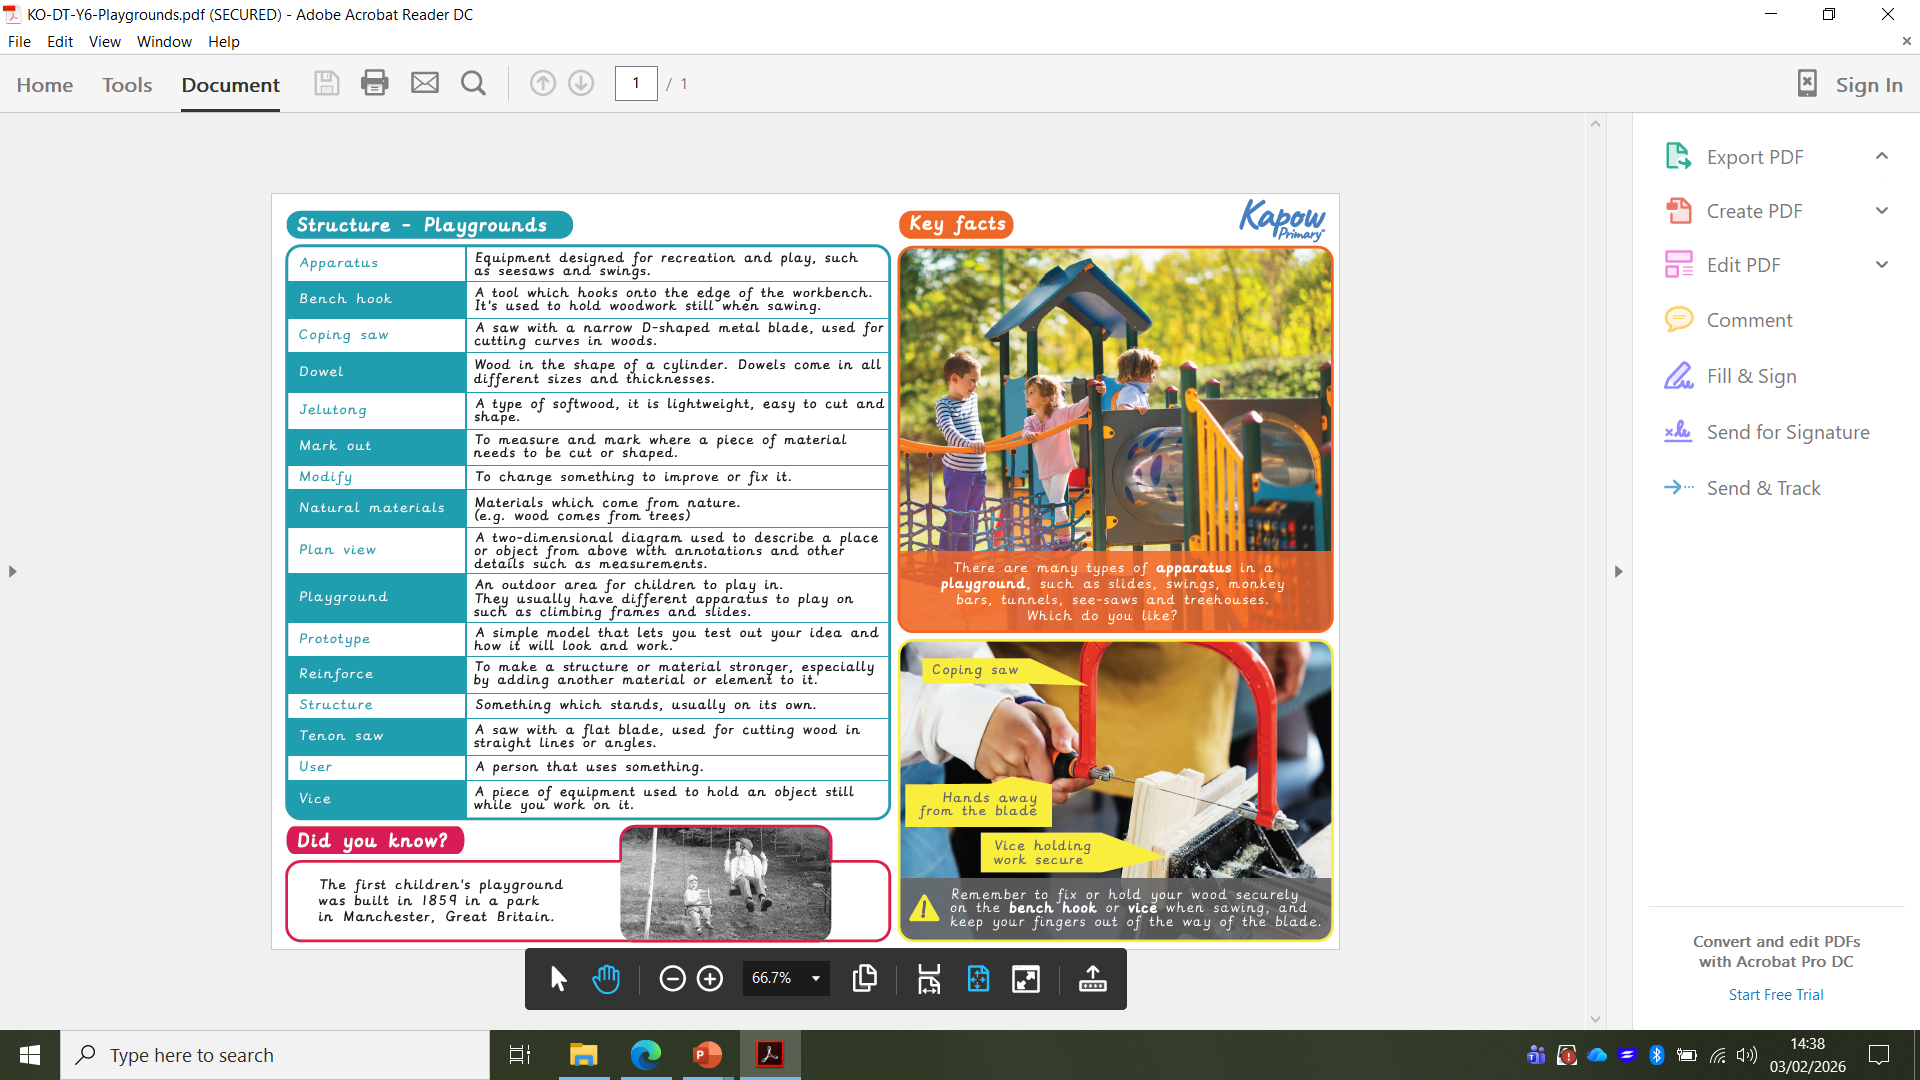 KO-DT-Y6-Playgrounds.pdf (SECURED) - Adobe Acrobat Reader DC
File Edit View Window Help
Home Tools Document 1 / 1 Sign In
Structure - Playgrounds
Apparatus
Equipment designed for recreation and play, such
as seesaws and swings.
Bench hook
A tool which hooks onto the edge of the workbench.
It's used to hold woodwork still when sawing.
Coping saw
A saw with a narrow D-shaped metal blade, used for
cutting curves in woods.
Dowel
Wood in the shape of a cylinder. Dowels come in all
different sizes and thicknesses.
Jelutong
A type of softwood, it is lightweight, easy to cut and
shape.
Mark out
To measure and mark where a piece of material
needs to be cut or shaped.
Modify
To change something to improve or fix it.
Natural materials
Materials which come from nature.
(e.g. wood comes from trees)
Plan view
A two-dimensional diagram used to describe a place
or object from above with annotations and other
details such as measurements.
Playground
An outdoor area for children to play in.
They usually have different apparatus to play on
such as climbing frames and slides.
Prototype
A simple model that lets you test out your idea and
how it will look and work.
Reinforce
To make a structure or material stronger, especially
by adding another material or element to it.
Structure
Something which stands, usually on its own.
Tenon saw
A saw with a flat blade, used for cutting wood in
straight lines or angles.
User
A person that uses something.
Vice
A piece of equipment used to hold an object still
while you work on it.
Did you know?
The first children's playground
was built in 1859 in a park
in Manchester, Great Britain.
Key facts
Kapow
Primary
There are many types of apparatus in a
playground, such as slides, swings, monkey
bars, tunnels, see-saws and treehouses.
Which do you like?
Coping saw
Hands away
from the blade
Vice holding
work secure
Remember to fix or hold your wood securely
on the bench hook or vice when sawing, and
keep your fingers out of the way of the blade.
Export PDF
Create PDF
Edit PDF
Comment
Fill & Sign
Send for Signature
Send & Track
Convert and edit PDFs
with Acrobat Pro DC
Start Free Trial
66.7%
Type here to search
14:38
03/02/2026